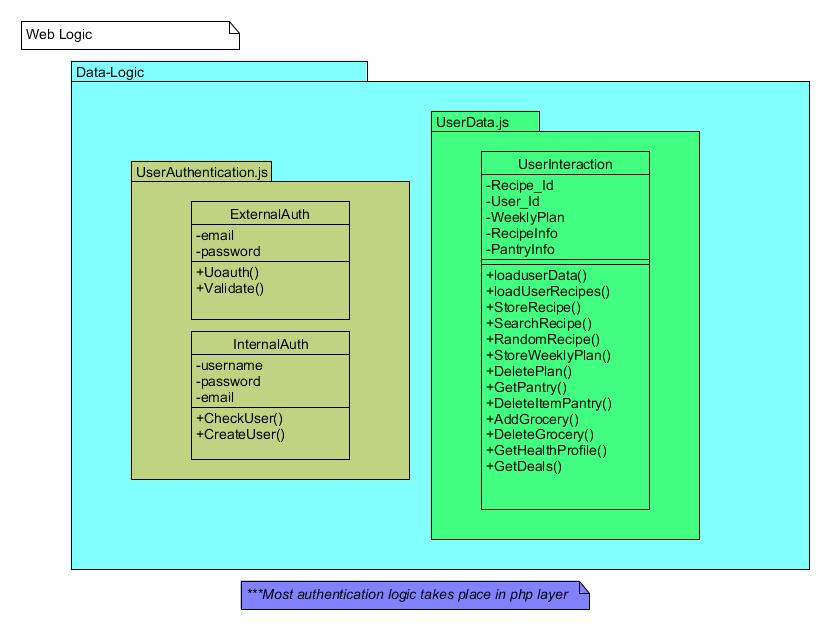 Web Logic
Data-Logic
UserAuthentication.js
ExternalAuth
-email
-password
+Uoauth()
+Validate()
InternalAuth
-username
-password
-email
+CheckUser()
+CreateUser()
UserData.js
UserInteraction
-Recipe_Id
-User_Id
-WeeklyPlan
-RecipeInfo
-PantryInfo
+loaduserData()
+loadUserRecipes()
+StoreRecipe()
+SearchRecipe()
+RandomRecipe()
+StoreWeeklyPlan()
+DeletePlan()
+GetPantry()
+DeleteItemPantry()
+AddGrocery()
+DeleteGrocery()
+GetHealthProfile()
+GetDeals()
***Most authentication logic takes place in php layer